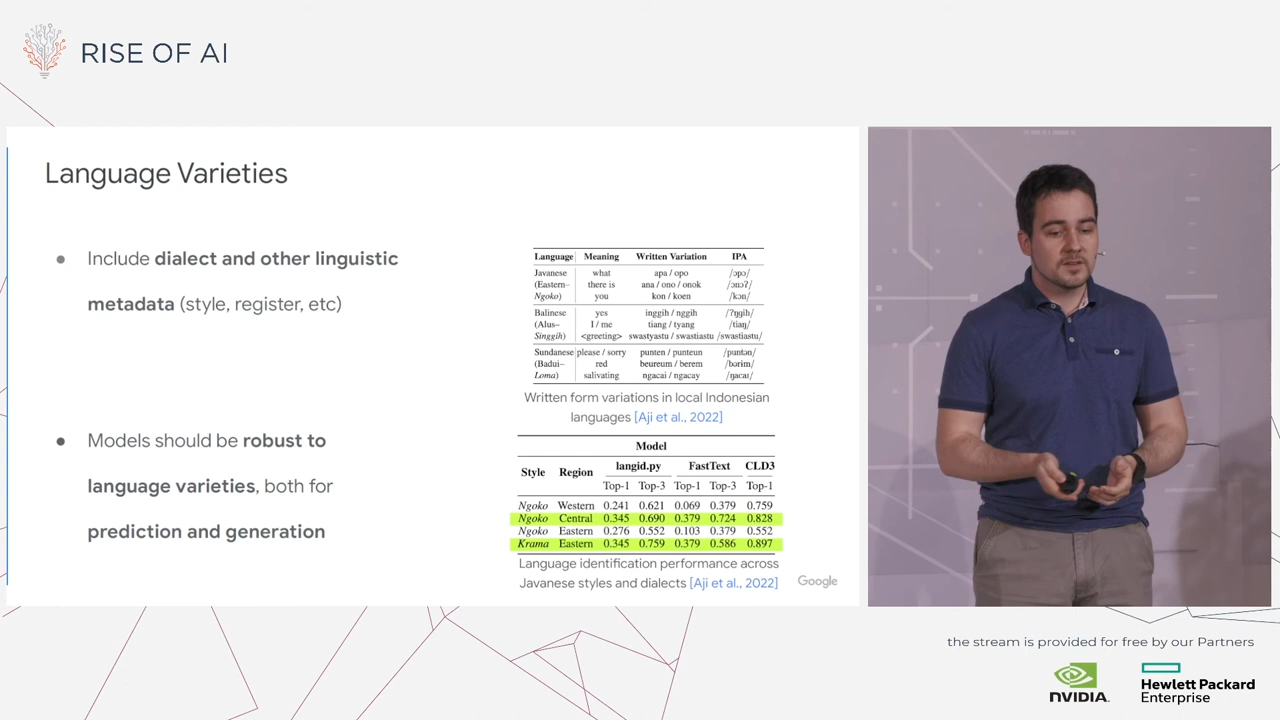 RISE OF AI
Language Varieties
● Include dialect and other linguistic
metadata (style, register, etc)
● Models should be robust to
language varieties, both for
prediction and generation
Language Meaning Written Variation IPA
Javanese what apa / opo /ɔpɔ/
(Eastern– there is ana / ono / onok /ɔnɔʔ/
Ngoko) you kon / koen /kɔn/
Balinese yes inggih / nggih /ʔŋgih/
(Alus– I / me tiang / tyang /tiaŋ/
Singgih) <greeting> swastyastu / swastiastu /swastiastu/
Sundanese please / sorry punten / punteun /puntən/
(Badui– red beureum / berem /bərim/
Loma) salivating ngacai / ngacay /ŋacaɪ/
Written form variations in local Indonesian
languages [Aji et al., 2022]
Model
Style Region langid.py FastText CLD3
Top-1 Top-3 Top-1 Top-3 Top-1
Ngoko Western 0.241 0.621 0.069 0.379 0.759
Ngoko Central 0.345 0.690 0.379 0.724 0.828
Ngoko Eastern 0.276 0.552 0.103 0.379 0.552
Krama Eastern 0.345 0.759 0.379 0.586 0.897
Language identification performance across
Javanese styles and dialects [Aji et al., 2022]
Google
the stream is provided for free by our Partners
NVIDIA.
Hewlett Packard
Enterprise